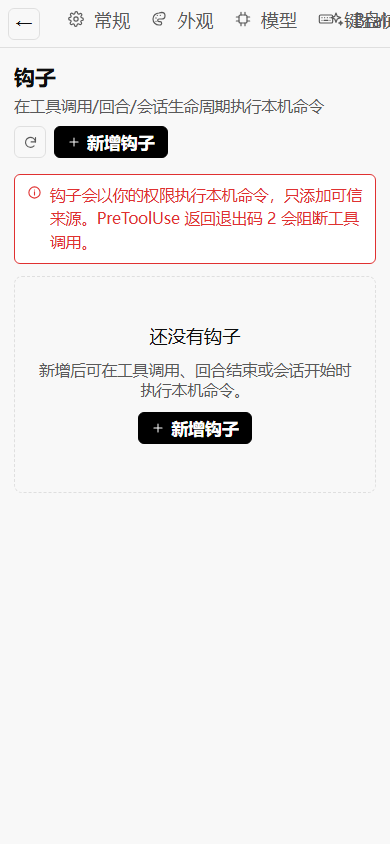 常规
外观
模型
钩子
在工具调用/回合/会话生命周期执行本机命令
新增钩子
钩子会以你的权限执行本机命令，只添加可信
来源。PreToolUse 返回退出码 2 会阻断工具
调用。
还没有钩子
新增后可在工具调用、回合结束或会话开始时
执行本机命令。
新增钩子